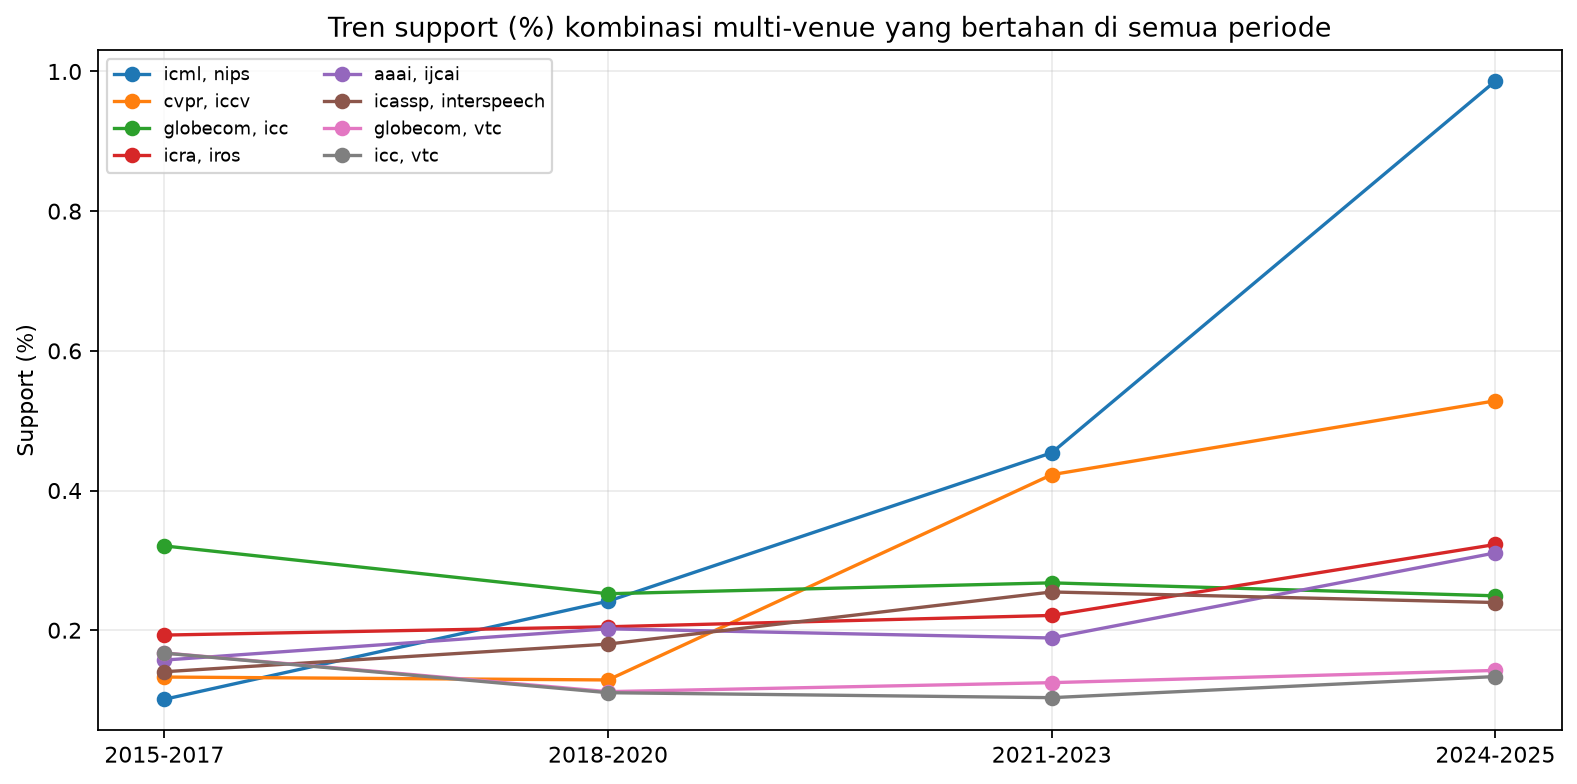 Tren support (%) kombinasi multi-venue yang bertahan di semua periode
icml, nips
cvpr, iccv
globecom, icc
icra, iros
aaai, ijcai
icassp, interspeech
globecom, vtc
icc, vtc
Support (%)
1.0
0.8
0.6
0.4
0.2
2015-2017
2018-2020
2021-2023
2024-2025